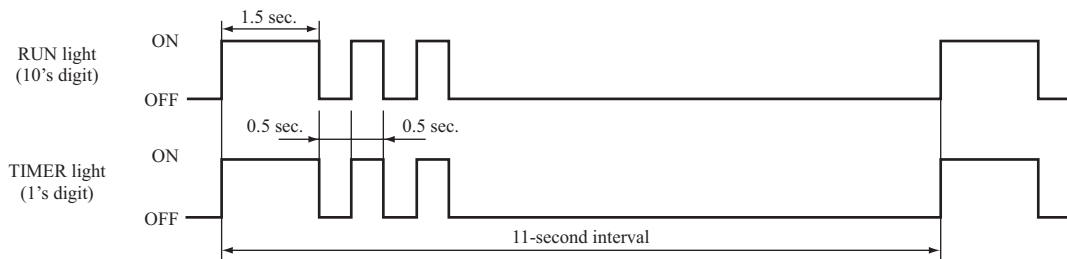 1.5 sec.
RUN light
(10’s digit)
ON
OFF
0.5 sec.
0.5 sec.
TIMER light
(1’s digit)
ON
OFF
11-second interval